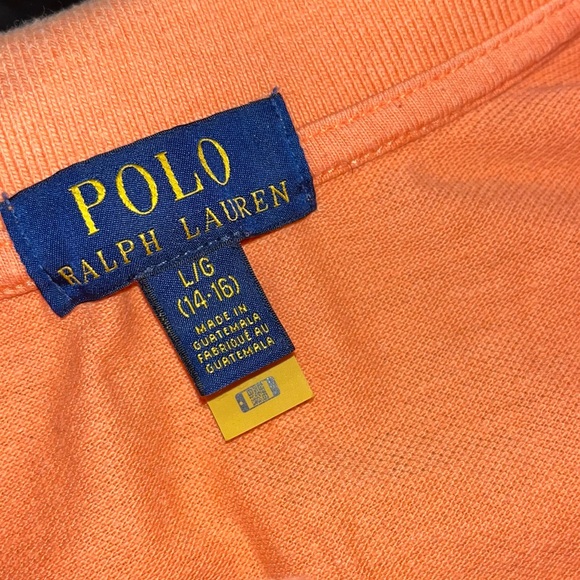 POLO
RALPH LAUREN
L/G
(14-16)
MADE IN
GUATEMALA
FABRIQUÉ AU
GUATEMALA